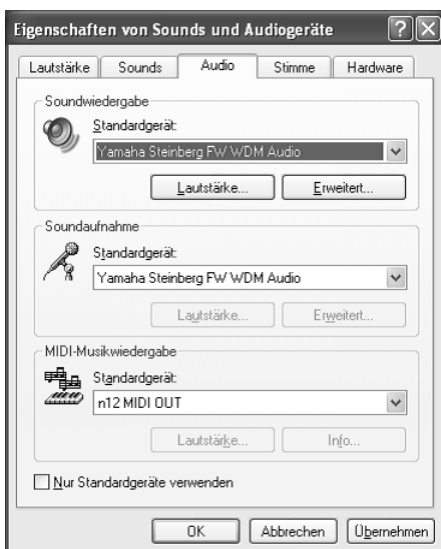 Eigenschaften von Sounds und Audiogeräte
Lautstärke Sounds Audio Stimme Hardware
Soundwiedergabe
Standardgerät:
Yamaha Steinberg FW WDM Audio
Lautstärke... Erweitert...
Soundaufnahme
Standardgerät:
Yamaha Steinberg FW WDM Audio
Lautstärke... Erweitert...
MIDI-Musikwiedergabe
Standardgerät:
n12 MIDI OUT
Lautstärke... Info...
Nur Standardgeräte verwenden
OK Abbrechen Übernehmen